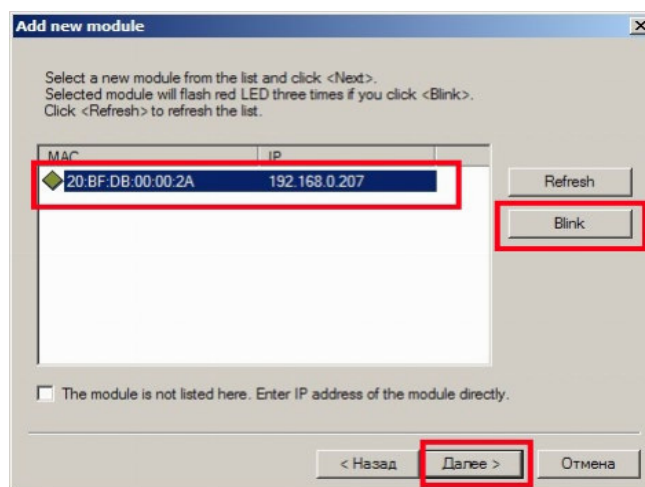 Add new module
Select a new module from the list and click <Next>.
Selected module will flash red LED three times if you click <Blink>.
Click <Refresh> to refresh the list.
MAC IP
20:BF:DB:00:00:2A 192.168.0.207
Refresh
Blink
The module is not listed here. Enter IP address of the module directly.
< Назад Далее > Отмена